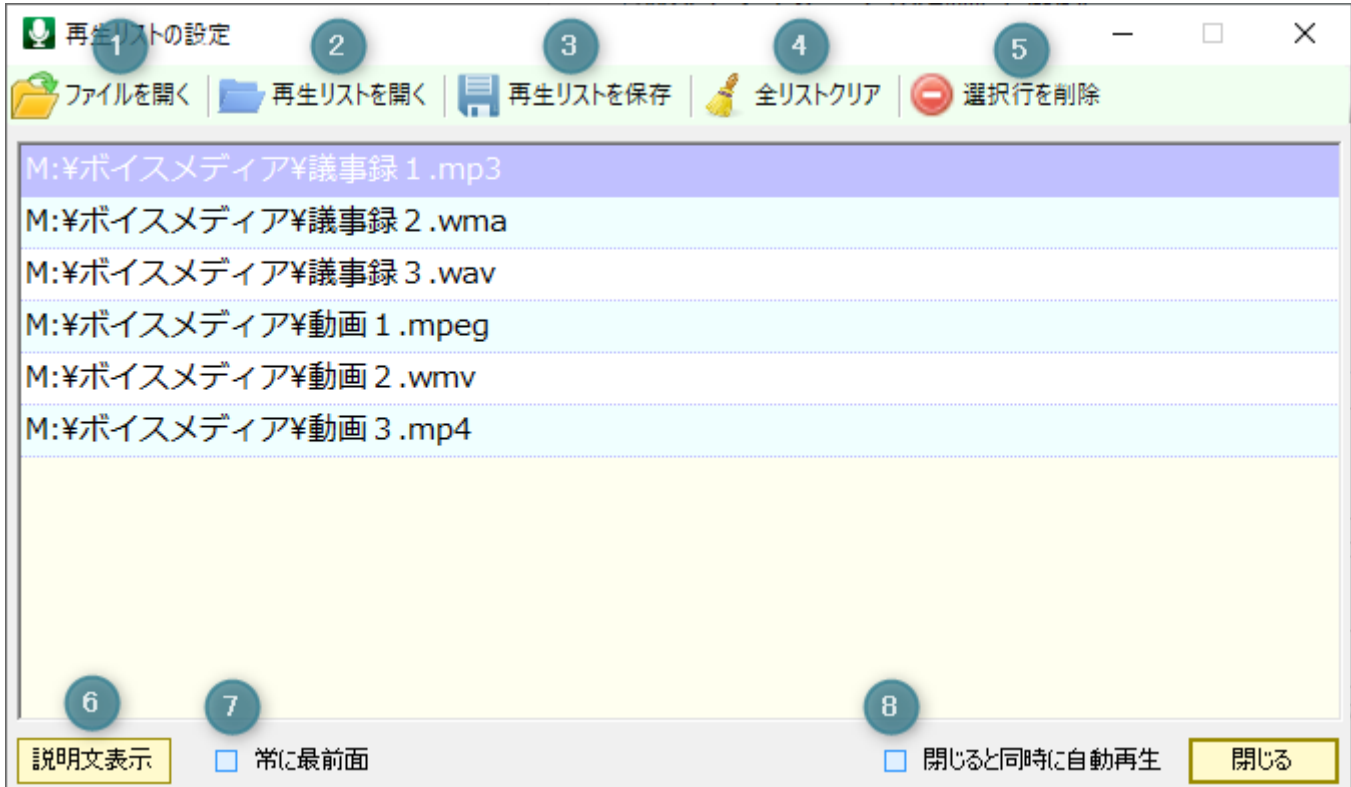 再生リストの設定
1 2 3 4 5
ファイルを開く 再生リストを開く 再生リストを保存 全リストクリア 選択行を削除
M:¥ボイスメディア¥議事録１.mp3
M:¥ボイスメディア¥議事録２.wma
M:¥ボイスメディア¥議事録３.wav
M:¥ボイスメディア¥動画１.mpeg
M:¥ボイスメディア¥動画２.wmv
M:¥ボイスメディア¥動画３.mp4
6 7 8
説明文表示 常に最前面 閉じると同時に自動再生 閉じる